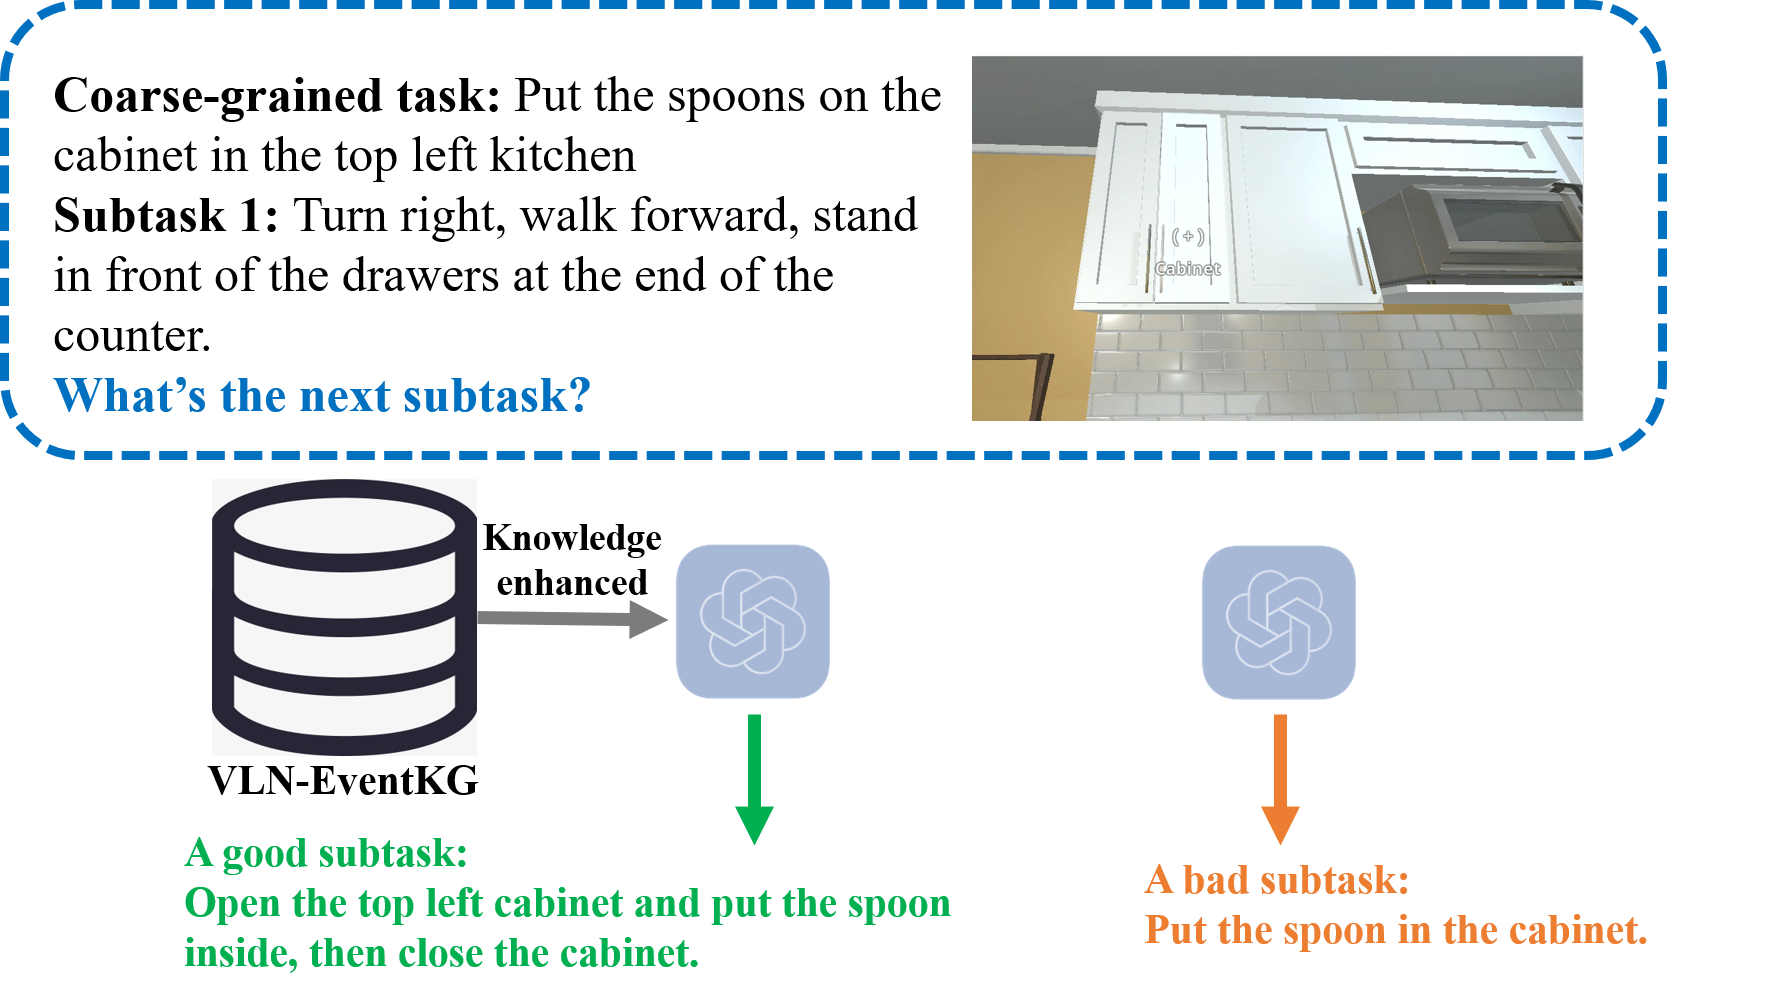 Coarse-grained task: Put the spoons on the
cabinet in the top left kitchen
Subtask 1: Turn right, walk forward, stand
in front of the drawers at the end of the
counter.
What’s the next subtask?
(+)
Cabinet
Knowledge
enhanced
VLN-EventKG
A good subtask:
Open the top left cabinet and put the spoon
inside, then close the cabinet.
A bad subtask:
Put the spoon in the cabinet.